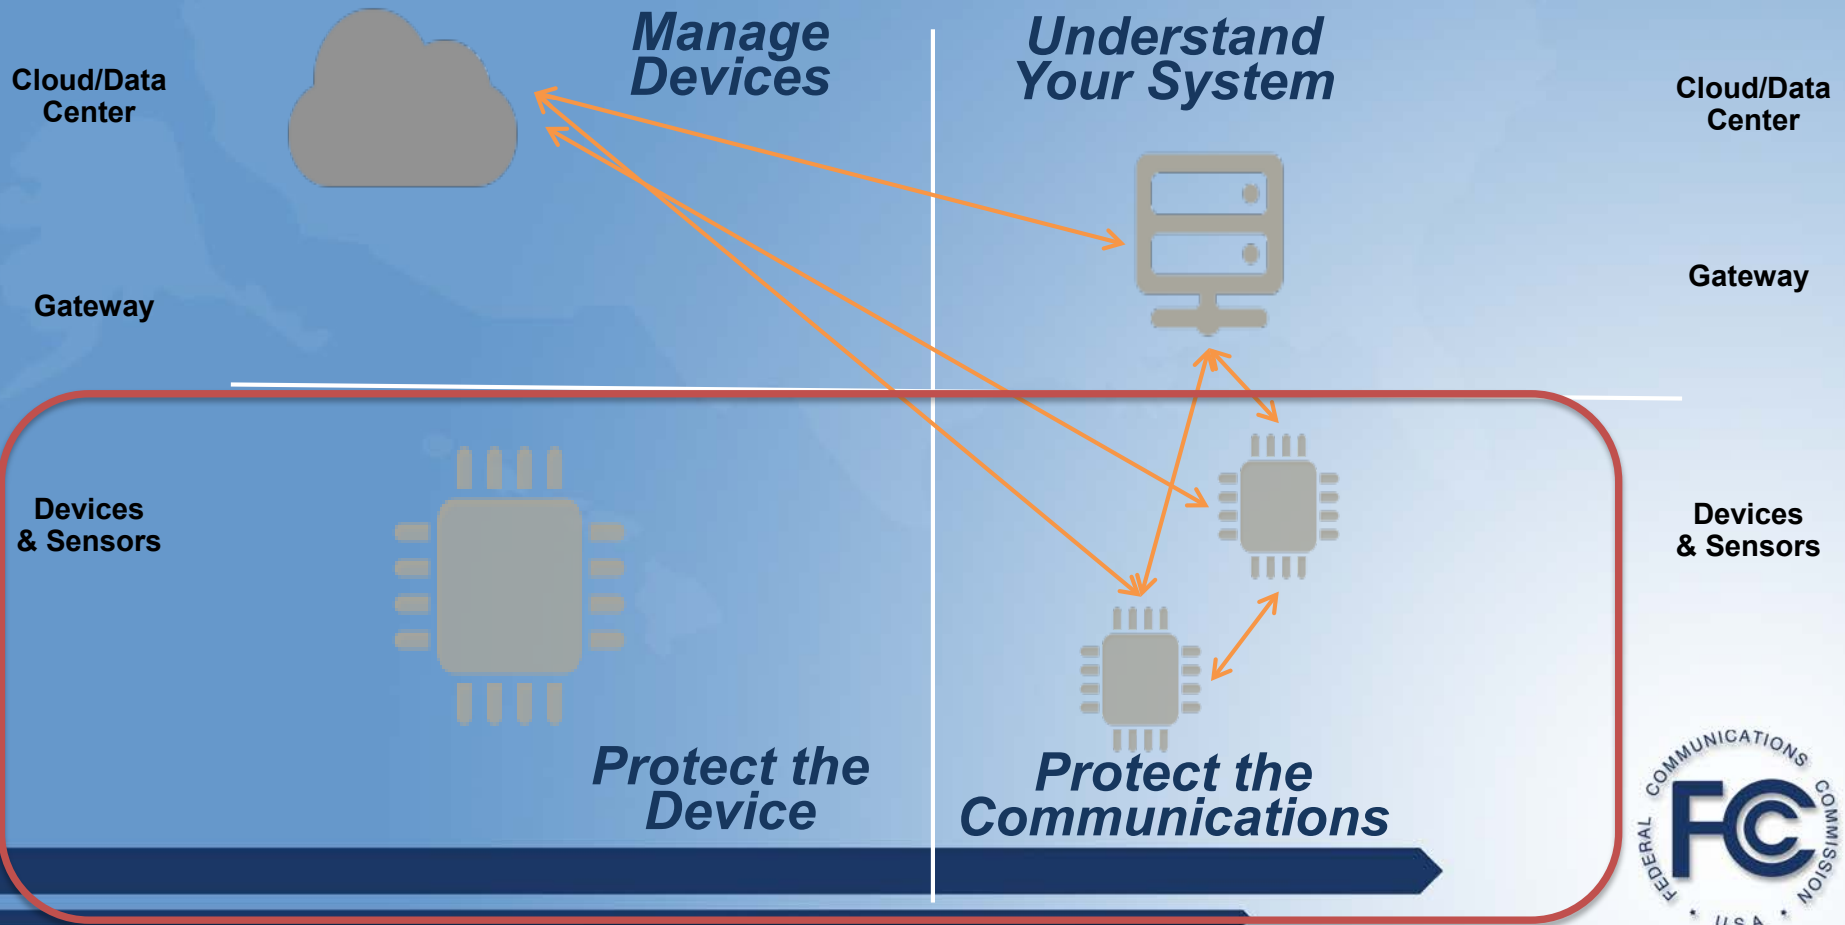 Manage
Devices
Understand
Your System
Cloud/Data
Center
Cloud/Data
Center
Gateway
Gateway
Devices
& Sensors
Devices
& Sensors
Protect the
Device
Protect the
Communications
FEDERAL COMMUNICATIONS COMMISSION
FCC
• U.S.A. •